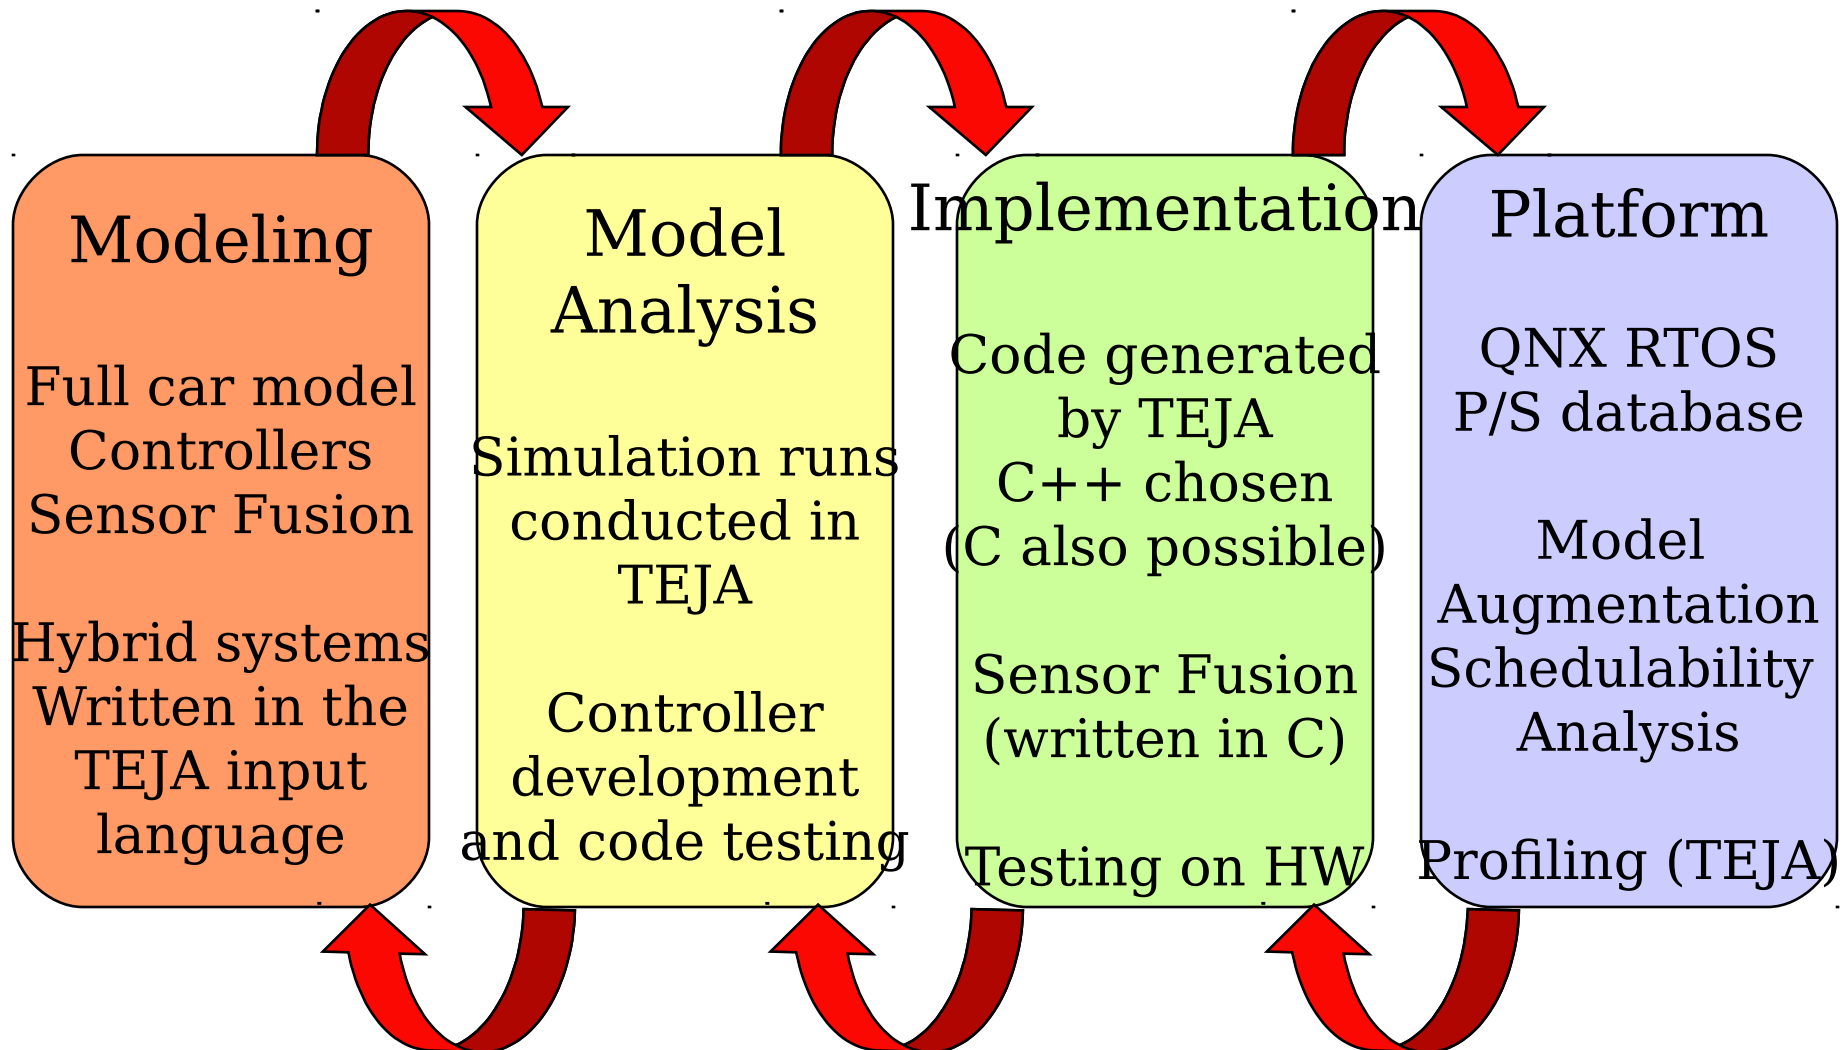 Modeling
Full car model
Controllers
Sensor Fusion
Hybrid systems
Written in the
TEJA input
language
Model
Analysis
Simulation runs
conducted in
TEJA
Controller
development
and code testing
Implementation
Code generated
by TEJA
C++ chosen
(C also possible)
Sensor Fusion
(written in C)
Testing on HW
Platform
QNX RTOS
P/S database
Model
Augmentation
Schedulability
Analysis
Profiling (TEJA)